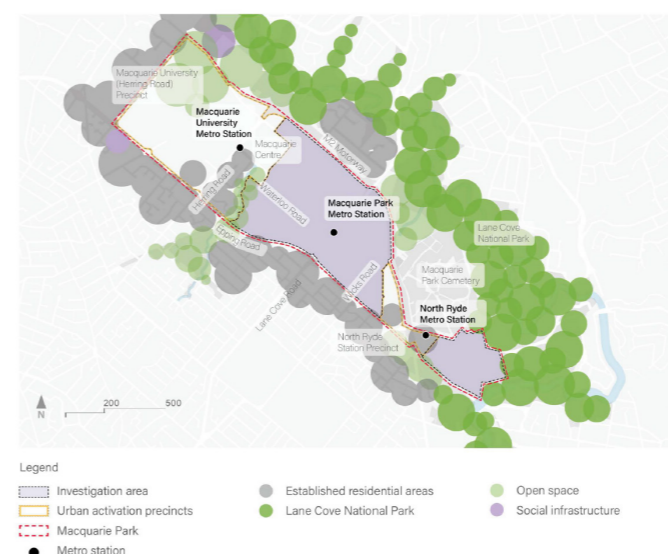 Macquarie University
(Herring Road)
Precinct
Macquarie
University
Metro Station
Macquarie
Centre
M2 Motorway
Herring Road
Waterloo Road
Macquarie Park
Metro Station
Lane Cove
National Park
Epping Road
Wicks Road
Macquarie
Park Cemetery
Lane Cove Road
North Ryde
Metro Station
North Ryde
Station Precinct
200
500
N
Legend
Investigation area
Urban activation precincts
Macquarie Park
Metro station
Established residential areas
Lane Cove National Park
Open space
Social infrastructure